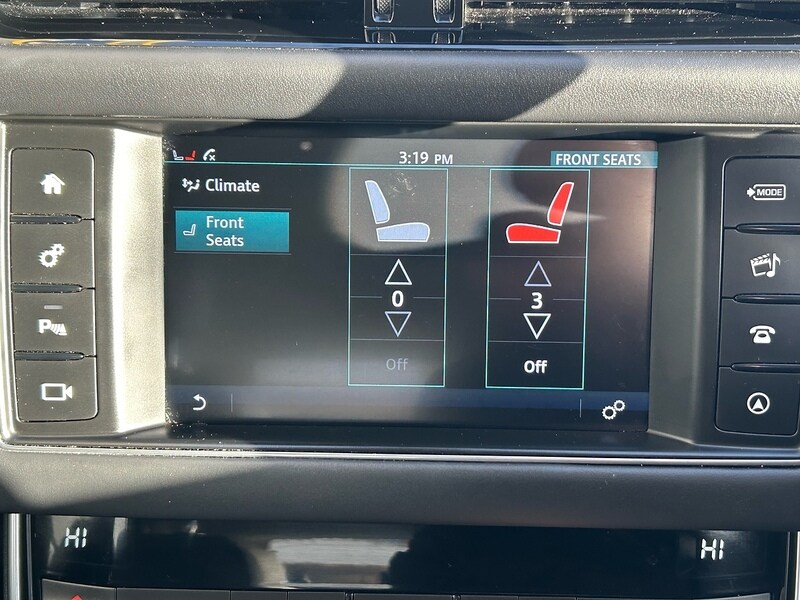 3:19 PM
FRONT SEATS
Climate
Front
Seats
0
3
Off
Off
MODE
P
HI
HI